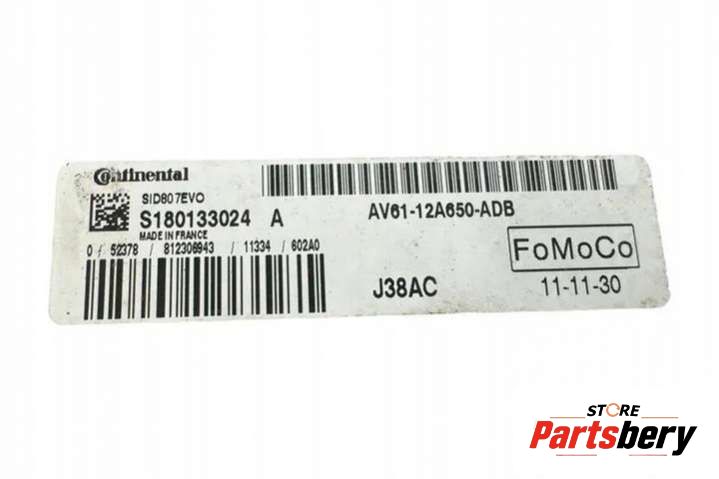 Continental
SID807EVO
S180133024 A
MADE IN FRANCE
0 / 52378 / 812306943 / 11334 / 602A0
AV61-12A650-ADB
FoMoCo
J38AC
11-11-30
STORE
Partsbery